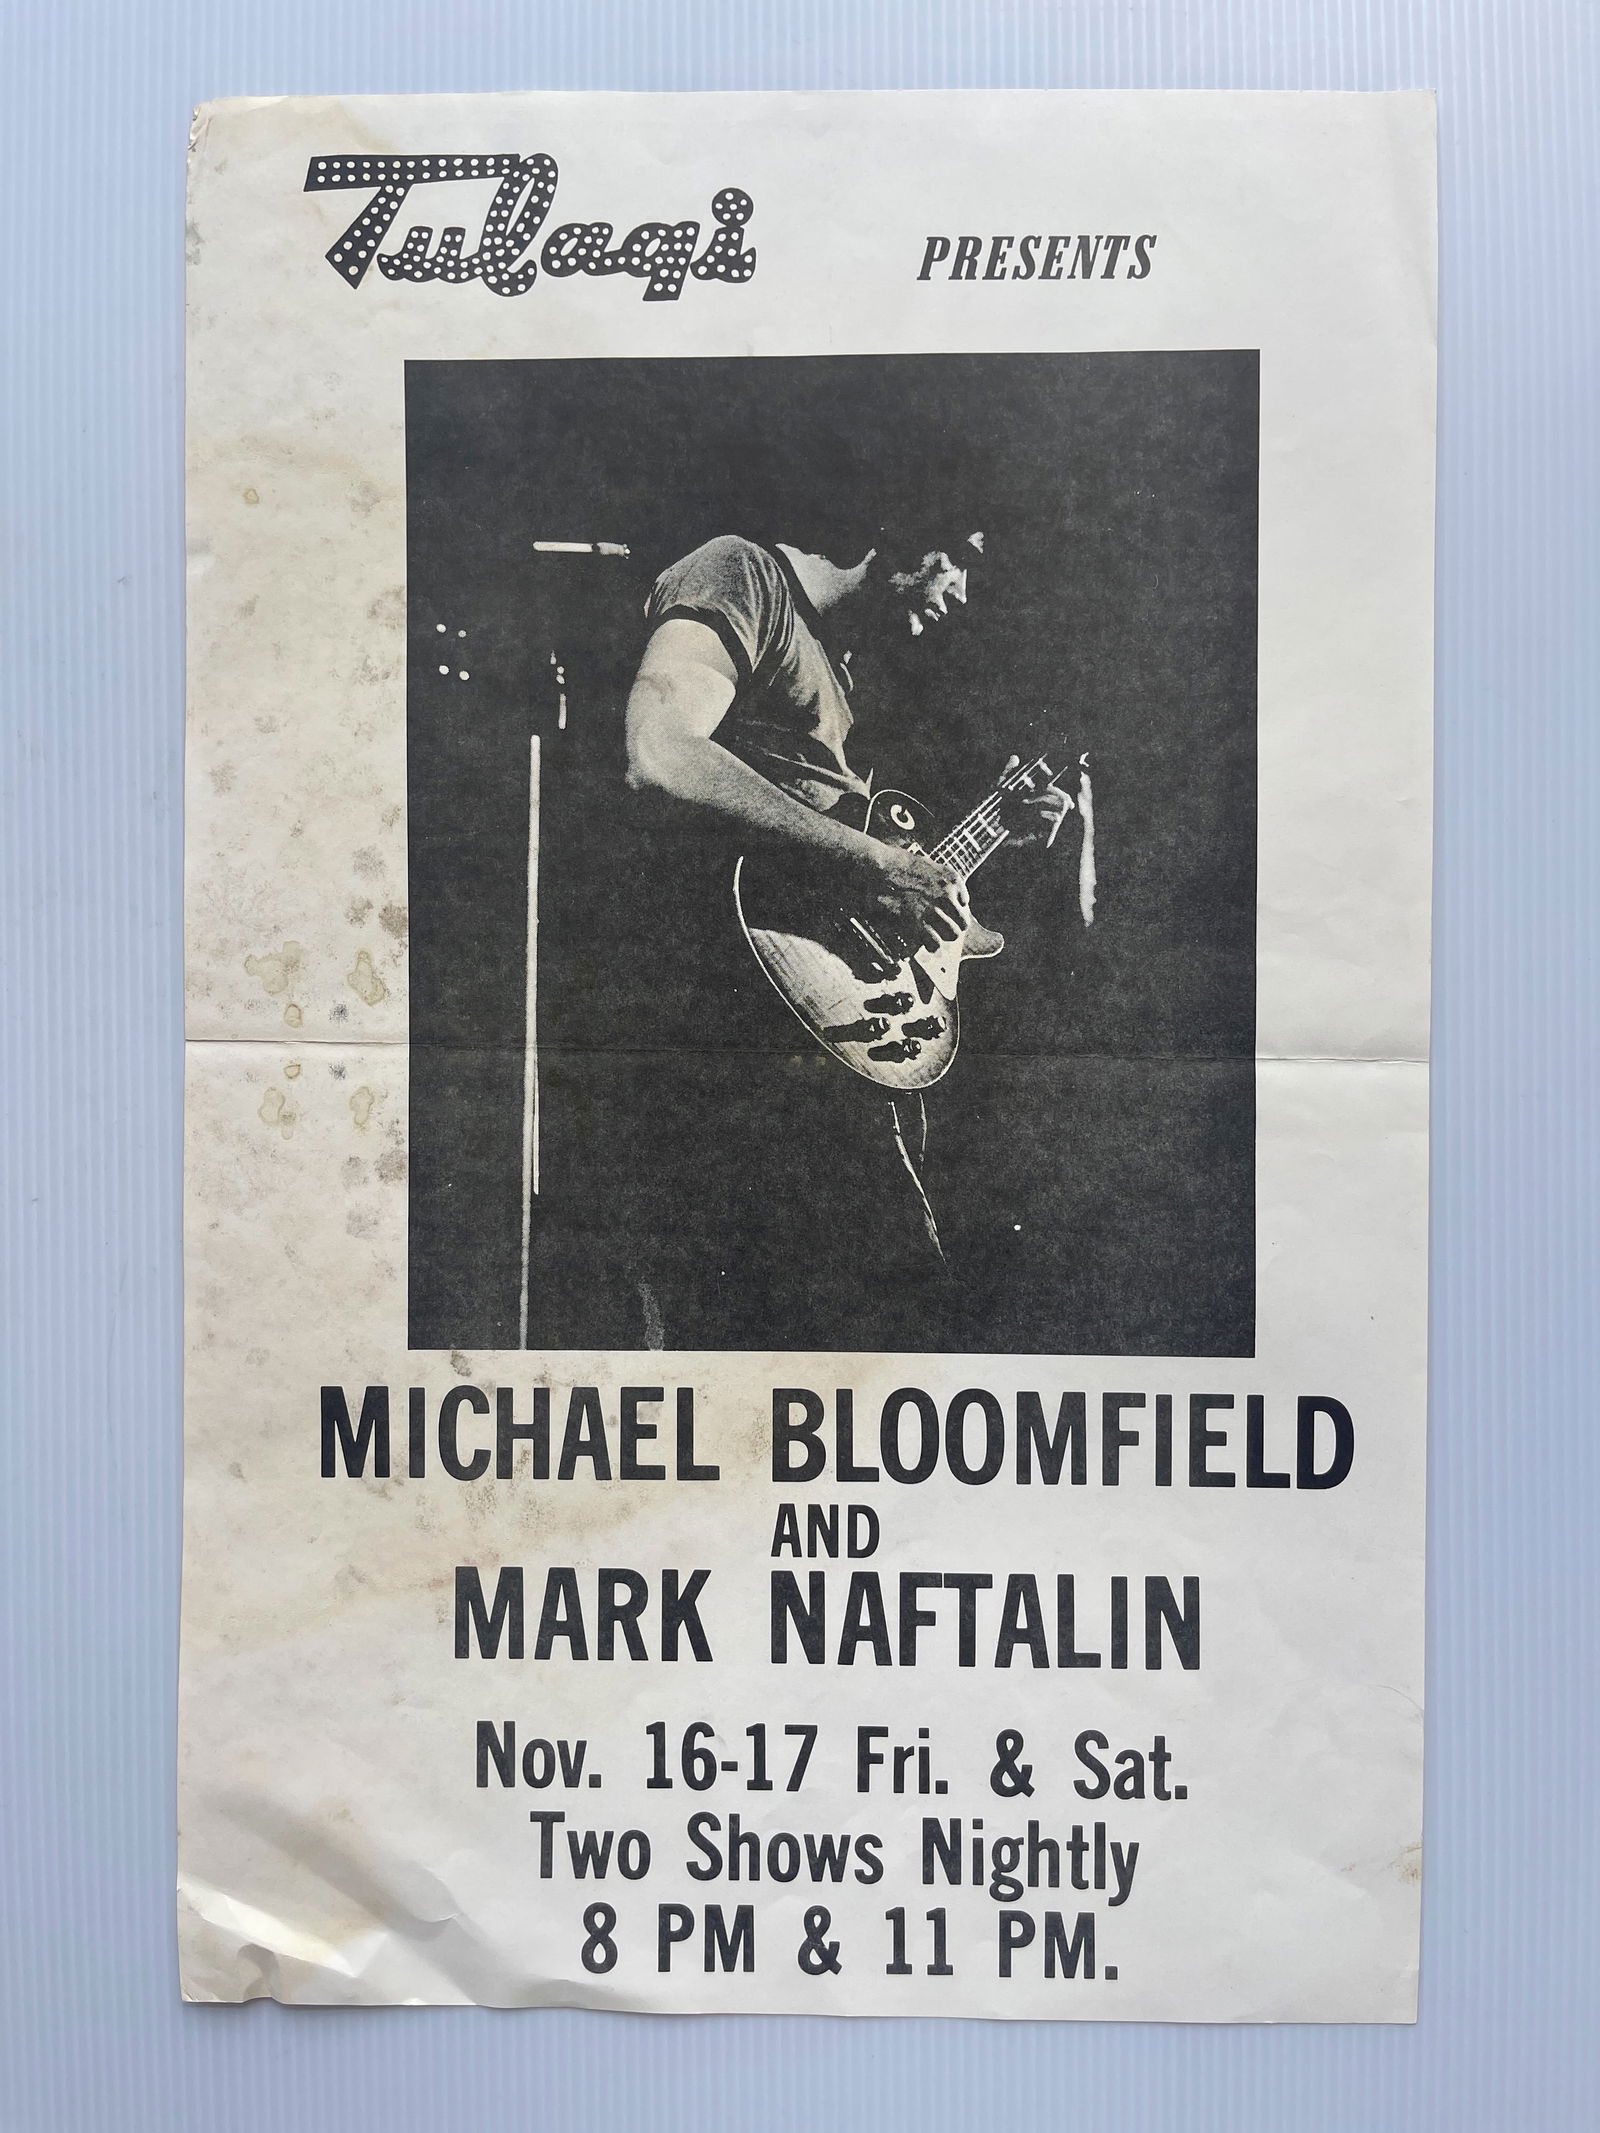 Tulagi PRESENTS
MICHAEL BLOOMFIELD
AND
MARK NAFTALIN
Nov. 16-17 Fri. & Sat.
Two Shows Nightly
8 PM & 11 PM.